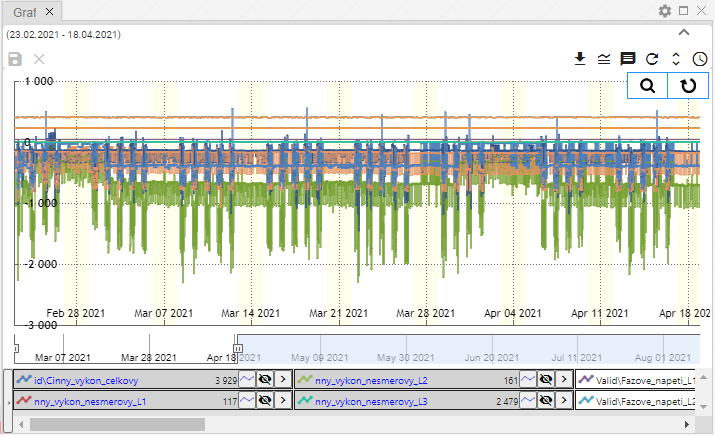 Graf
(23.02.2021 - 18.04.2021)
1 000
0
-1 000
-2 000
-3 000
Feb 28 2021 Mar 07 2021 Mar 14 2021 Mar 21 2021 Mar 28 2021 Apr 04 2021 Apr 11 2021 Apr 18 2021
Mar 07 2021 Mar 28 2021 Apr 18 2021 May 09 2021 May 30 2021 Jun 20 2021 Jul 11 2021 Aug 01 2021
id\Cinny_vykon_celkovy 3 929 nny_vykon_nesmerovy_L2 161 Valid\Fazove_napeti_L1
nny_vykon_nesmerovy_L1 117 nny_vykon_nesmerovy_L3 2 479 Valid\Fazove_napeti_L2